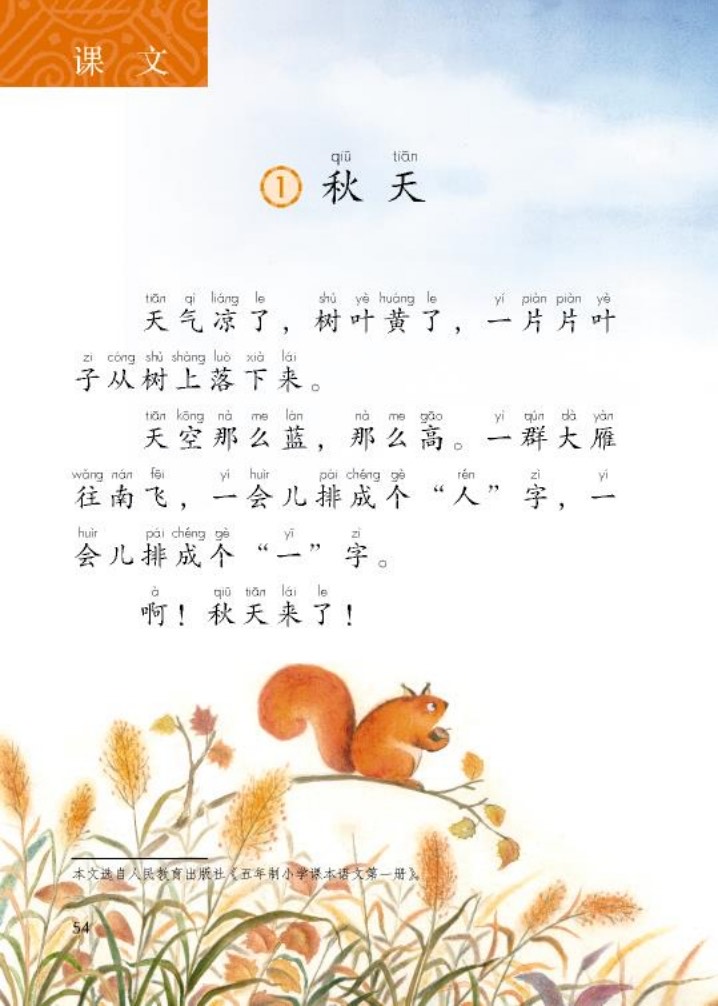 课文
qiū tiān
1 秋天
tiān qì liáng le shù yè huáng le yí piàn piàn yè
天气凉了，树叶黄了，一片片叶
zi cóng shù shàng luò xià lái
子从树上落下来。
tiān kōng nà me lán nà me gāo yì qún dà yàn
天空那么蓝，那么高。一群大雁
wǎng nán fēi yí huìr pái chéng gè rén zì yí
往南飞，一会儿排成个“人”字，一
huìr pái chéng gè yī zì
会儿排成个“一”字。
à qiū tiān lái le
啊！秋天来了！
本文选自人民教育出版社《五年制小学课本语文第一册》。
54